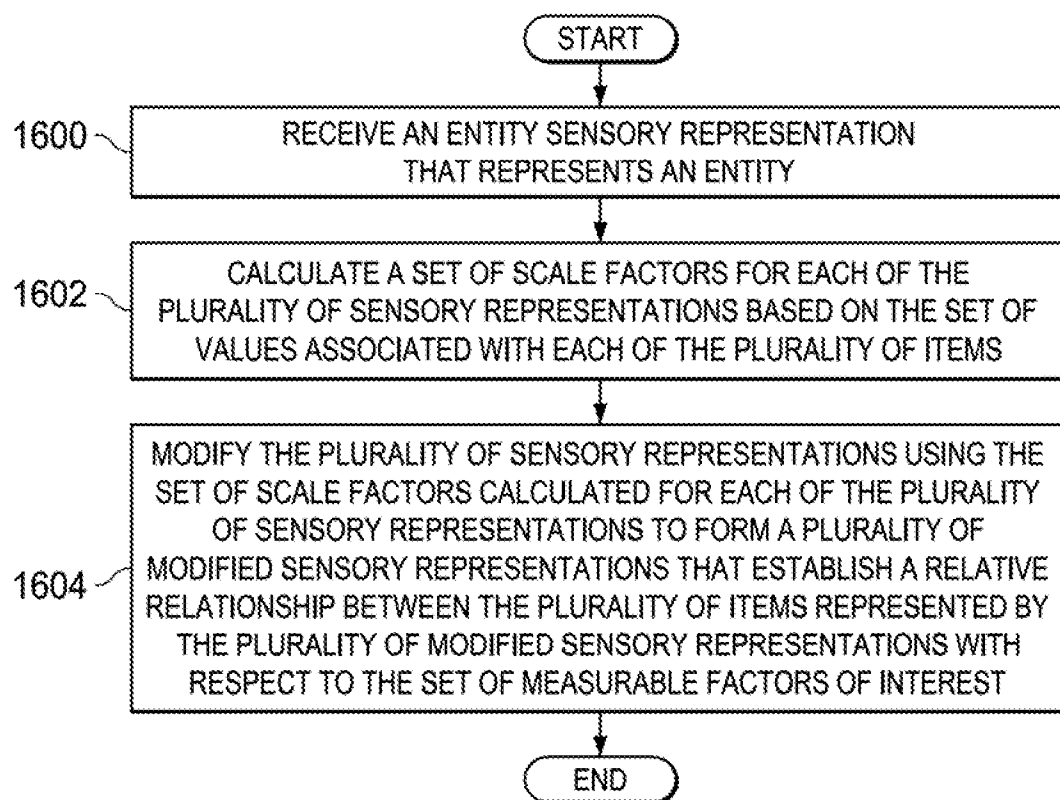 START
1600
RECEIVE AN ENTITY SENSORY REPRESENTATION
THAT REPRESENTS AN ENTITY
1602
CALCULATE A SET OF SCALE FACTORS FOR EACH OF THE
PLURALITY OF SENSORY REPRESENTATIONS BASED ON THE SET OF
VALUES ASSOCIATED WITH EACH OF THE PLURALITY OF ITEMS
1604
MODIFY THE PLURALITY OF SENSORY REPRESENTATIONS USING THE
SET OF SCALE FACTORS CALCULATED FOR EACH OF THE PLURALITY
OF SENSORY REPRESENTATIONS TO FORM A PLURALITY OF
MODIFIED SENSORY REPRESENTATIONS THAT ESTABLISH A RELATIVE
RELATIONSHIP BETWEEN THE PLURALITY OF ITEMS REPRESENTED BY
THE PLURALITY OF MODIFIED SENSORY REPRESENTATIONS WITH
RESPECT TO THE SET OF MEASURABLE FACTORS OF INTEREST
END